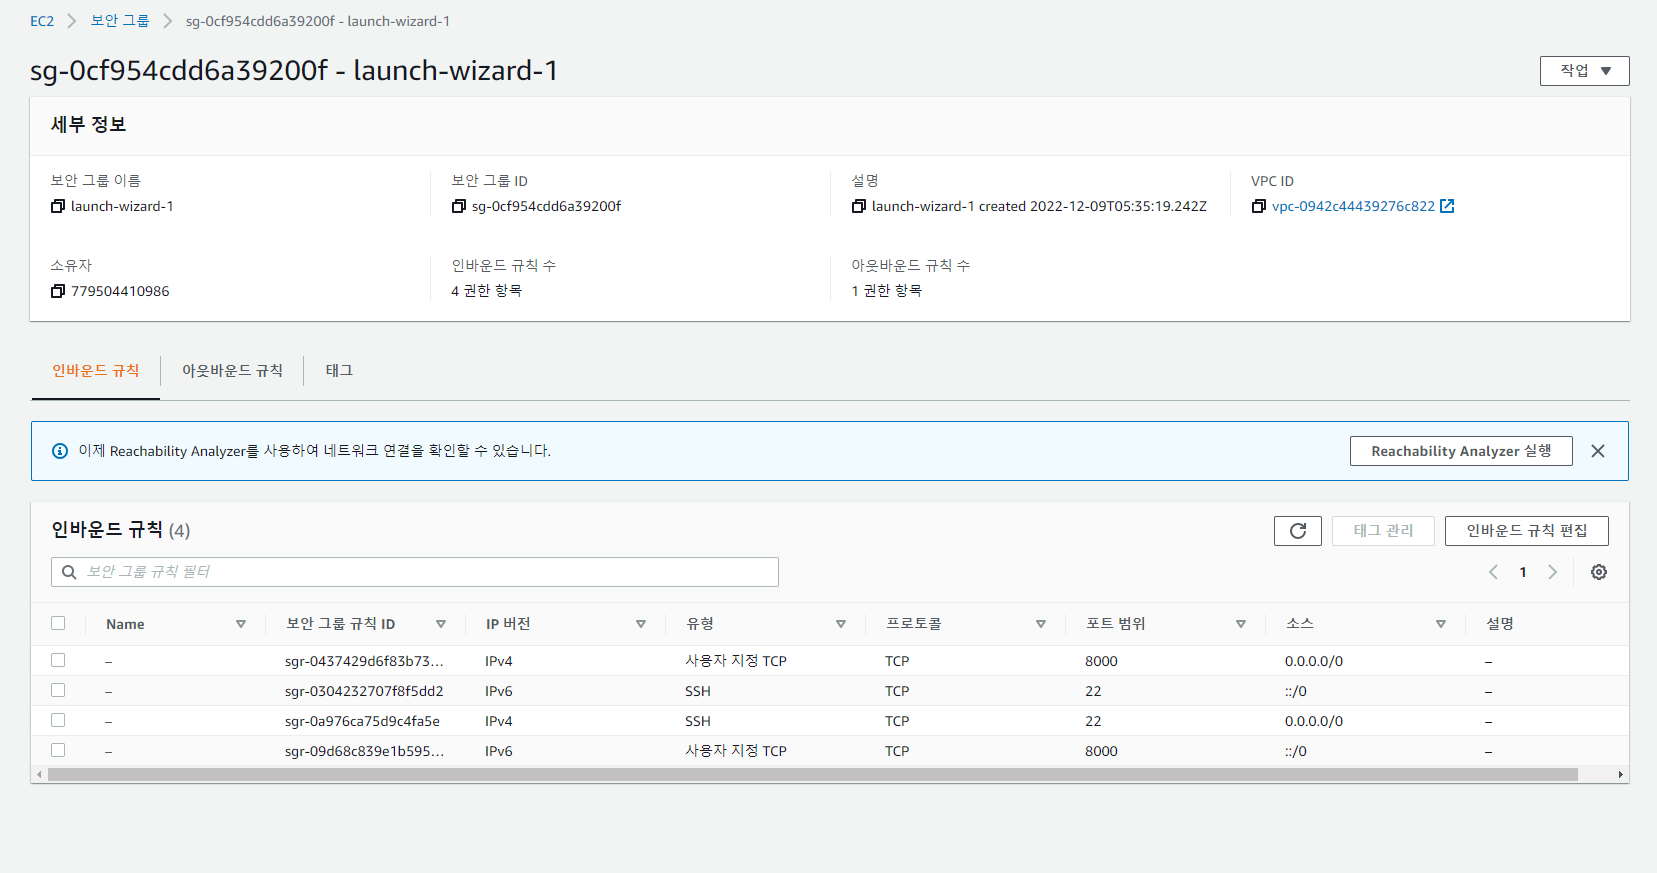 EC2 > 보안 그룹 > sg-0cf954cdd6a39200f - launch-wizard-1
sg-0cf954cdd6a39200f - launch-wizard-1
작업
세부 정보
보안 그룹 이름 보안 그룹 ID 설명 VPC ID
launch-wizard-1 sg-0cf954cdd6a39200f launch-wizard-1 created 2022-12-09T05:35:19.242Z vpc-0942c44439276c822
소유자 인바운드 규칙 수 아웃바운드 규칙 수
779504410986 4 권한 항목 1 권한 항목
인바운드 규칙 아웃바운드 규칙 태그
이제 Reachability Analyzer를 사용하여 네트워크 연결을 확인할 수 있습니다. Reachability Analyzer 실행
인바운드 규칙 (4) 태그 관리 인바운드 규칙 편집
보안 그룹 규칙 필터 1
Name 보안 그룹 규칙 ID IP 버전 유형 프로토콜 포트 범위 소스 설명
– sgr-0437429d6f83b73... IPv4 사용자 지정 TCP TCP 8000 0.0.0.0/0 –
– sgr-0304232707f8f5dd2 IPv6 SSH TCP 22 ::/0 –
– sgr-0a976ca75d9c4fa5e IPv4 SSH TCP 22 0.0.0.0/0 –
– sgr-09d68c839e1b595... IPv6 사용자 지정 TCP TCP 8000 ::/0 –